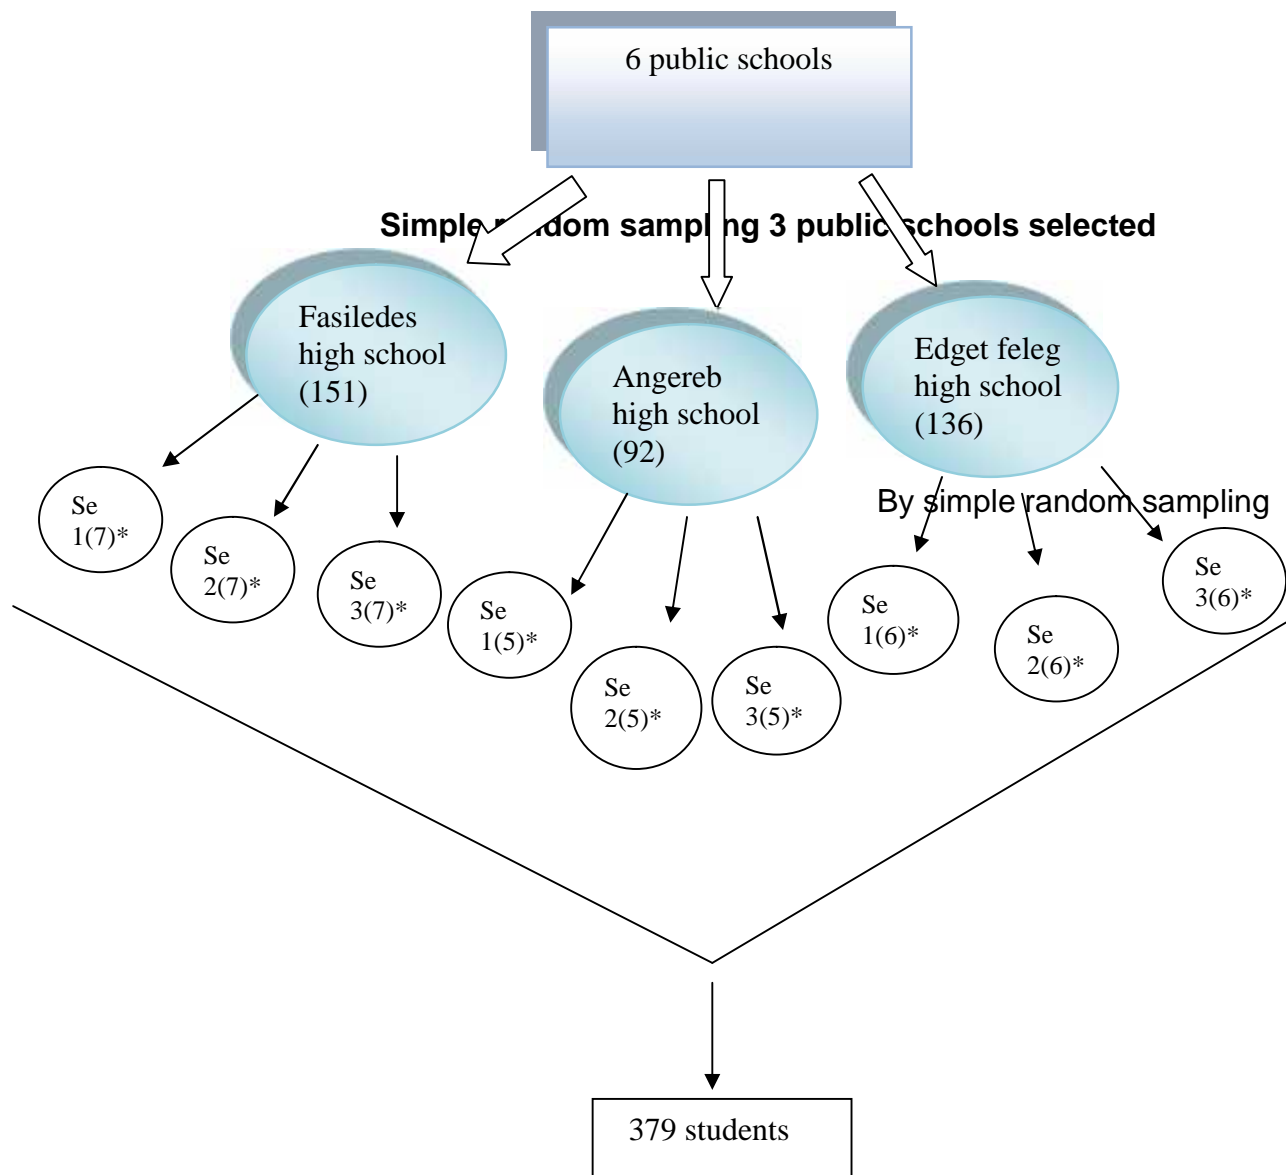 6 public schools
Simple random sampling 3 public schools selected
Fasiledes
high school
(151)
Angereb
high school
(92)
Edget feleg
high school
(136)
By simple random sampling
Se
1(7)*
Se
2(7)*
Se
3(7)*
Se
1(5)*
Se
2(5)*
Se
3(5)*
Se
1(6)*
Se
2(6)*
Se
3(6)*
379 students